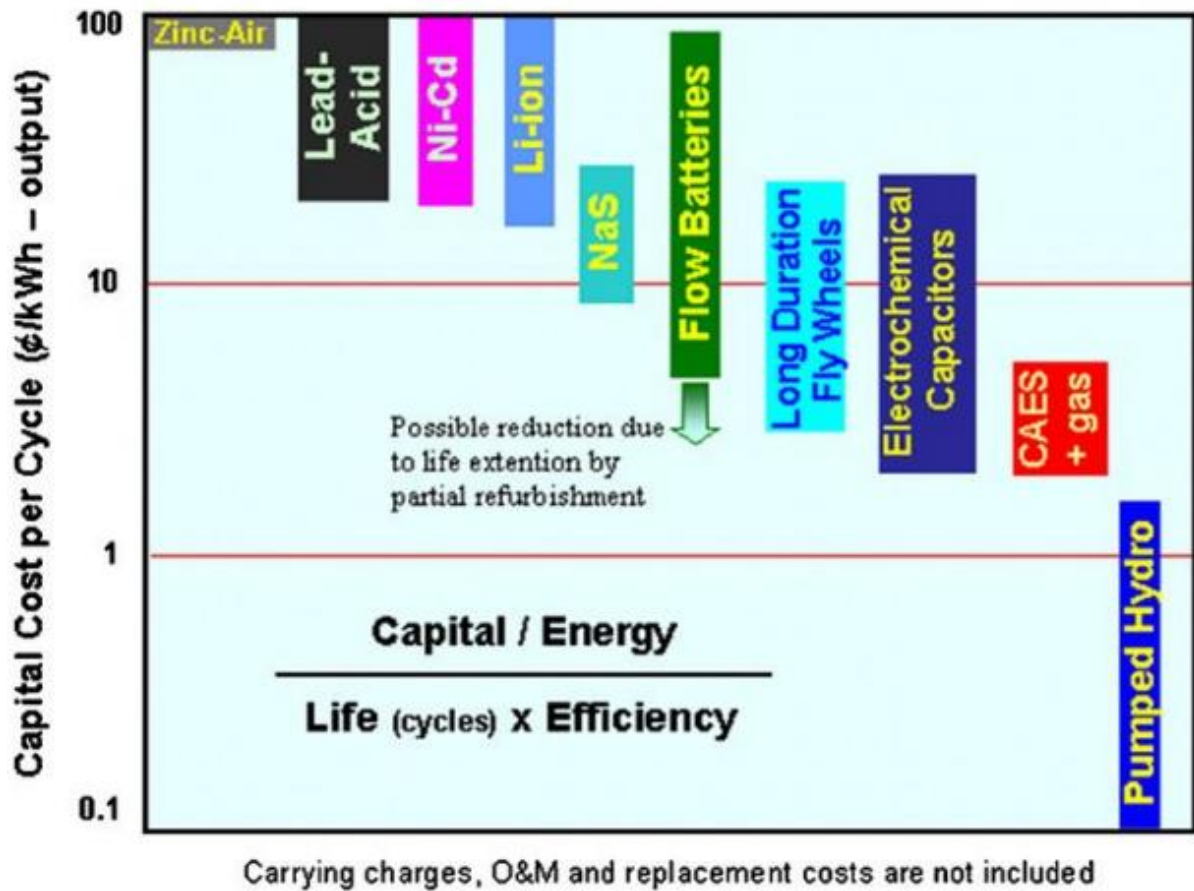 Capital Cost per Cycle (¢/kWh – output)
100
10
1
0.1
Zinc-Air
Lead-
Acid
Ni-Cd
Li-ion
NaS
Flow Batteries
Long Duration
Fly Wheels
Electrochemical
Capacitors
CAES
+ gas
Pumped Hydro
Possible reduction due
to life extention by
partial refurbishment
Capital / Energy
Life (cycles) x Efficiency
Carrying charges, O&M and replacement costs are not included